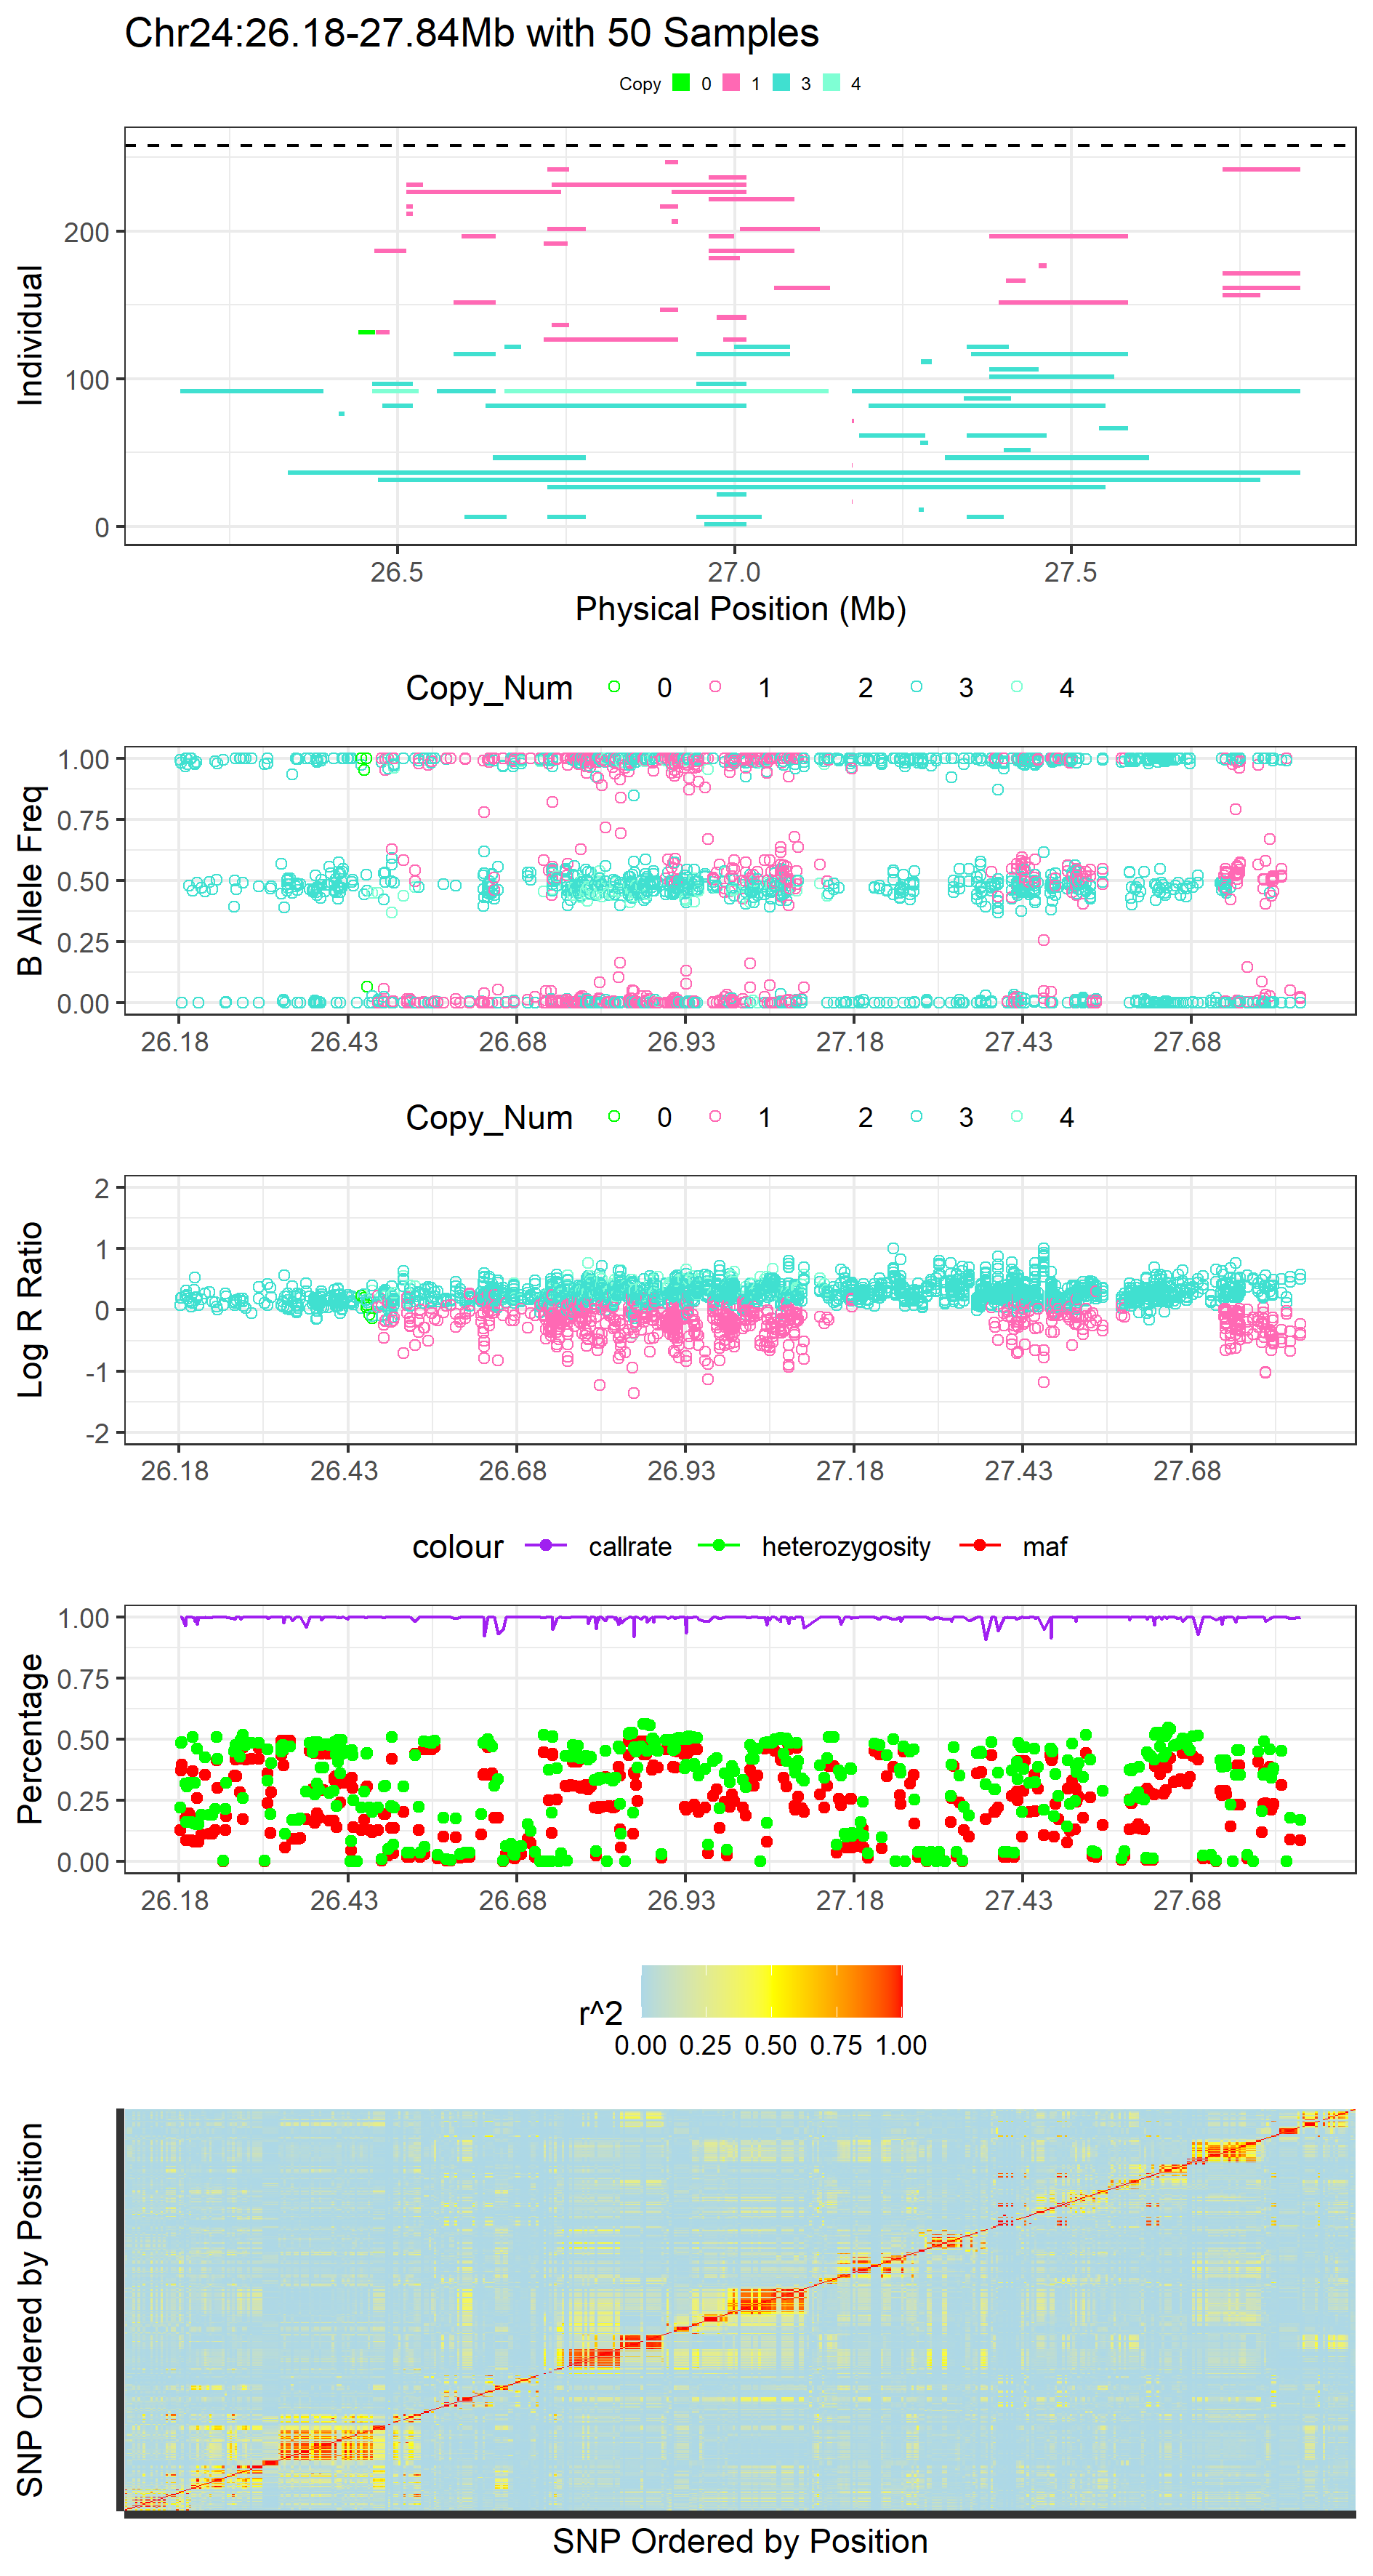 Chr24:26.18-27.84Mb with 50 Samples
Copy 0 1 3 4
Individual
200
100
0
26.5 27.0 27.5
Physical Position (Mb)
Copy_Num 0 1 2 3 4
B Allele Freq
1.00
0.75
0.50
0.25
0.00
26.18 26.43 26.68 26.93 27.18 27.43 27.68
Copy_Num 0 1 2 3 4
Log R Ratio
2
1
0
-1
-2
26.18 26.43 26.68 26.93 27.18 27.43 27.68
colour callrate heterozygosity maf
Percentage
1.00
0.75
0.50
0.25
0.00
26.18 26.43 26.68 26.93 27.18 27.43 27.68
r^2
0.00 0.25 0.50 0.75 1.00
SNP Ordered by Position
SNP Ordered by Position